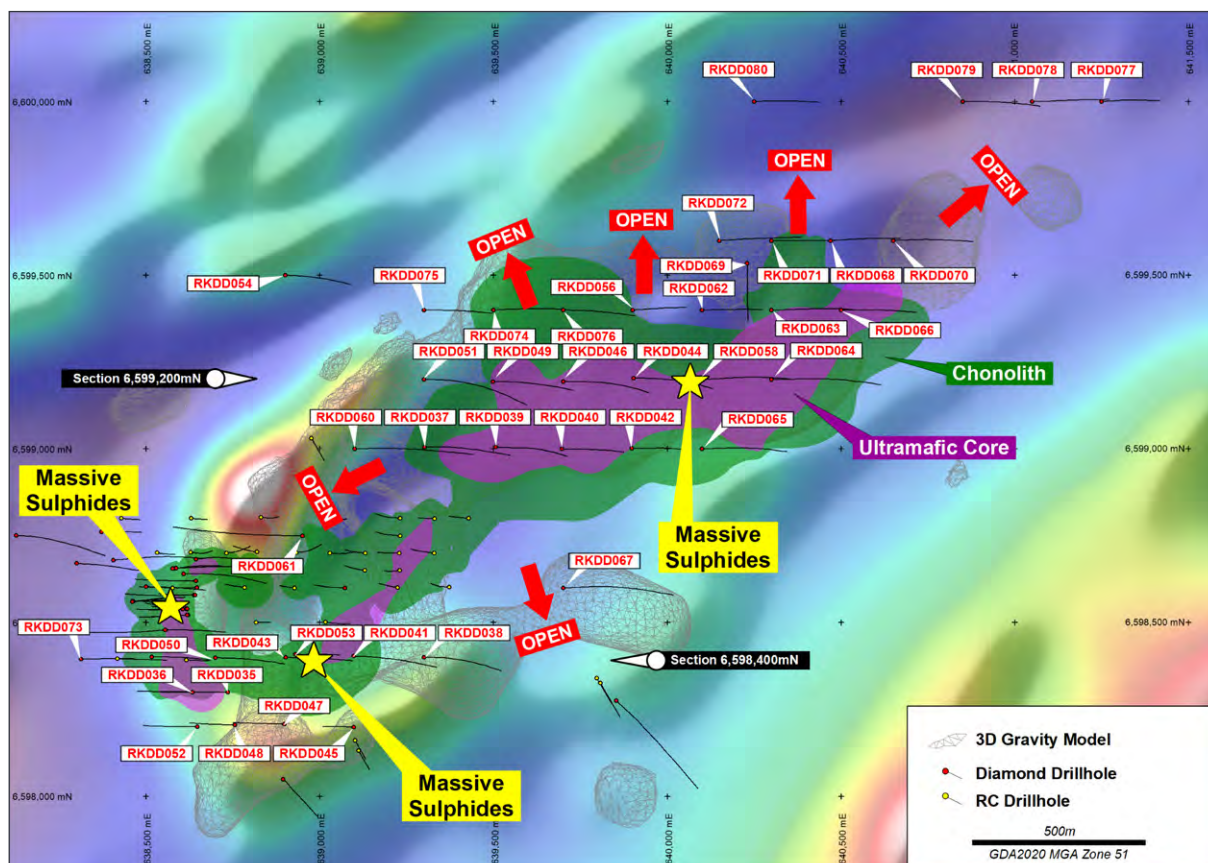 638,500 mE
639,000 mE
639,500 mE
640,000 mE
640,500 mE
641,000 mE
641,500 mE
RKDD080
RKDD079
RKDD078
RKDD077
6,600,000 mN
6,600,000 mN
OPEN
OPEN
RKDD072
OPEN
OPEN
RKDD054
RKDD075
RKDD056
RKDD069
RKDD062
RKDD071
RKDD068
RKDD070
6,599,500 mN
6,599,500 mN
RKDD074
RKDD076
RKDD063
RKDD066
RKDD051
RKDD049
RKDD046
RKDD044
RKDD058
RKDD064
Section 6,599,200mN
Chonolith
RKDD060
RKDD037
RKDD039
RKDD040
RKDD042
RKDD065
Ultramafic Core
6,599,000 mN
6,599,000 mN
Massive
Sulphides
OPEN
Massive
Sulphides
RKDD061
RKDD067
RKDD073
6,598,500 mN
OPEN
RKDD050
RKDD043
RKDD053
RKDD041
RKDD038
Section 6,598,400mN
RKDD036
RKDD035
RKDD047
RKDD052
RKDD048
RKDD045
Massive
Sulphides
6,598,000 mN
3D Gravity Model
Diamond Drillhole
RC Drillhole
500m
GDA2020 MGA Zone 51
638,500 mE
639,000 mE
639,500 mE
640,000 mE
640,500 mE